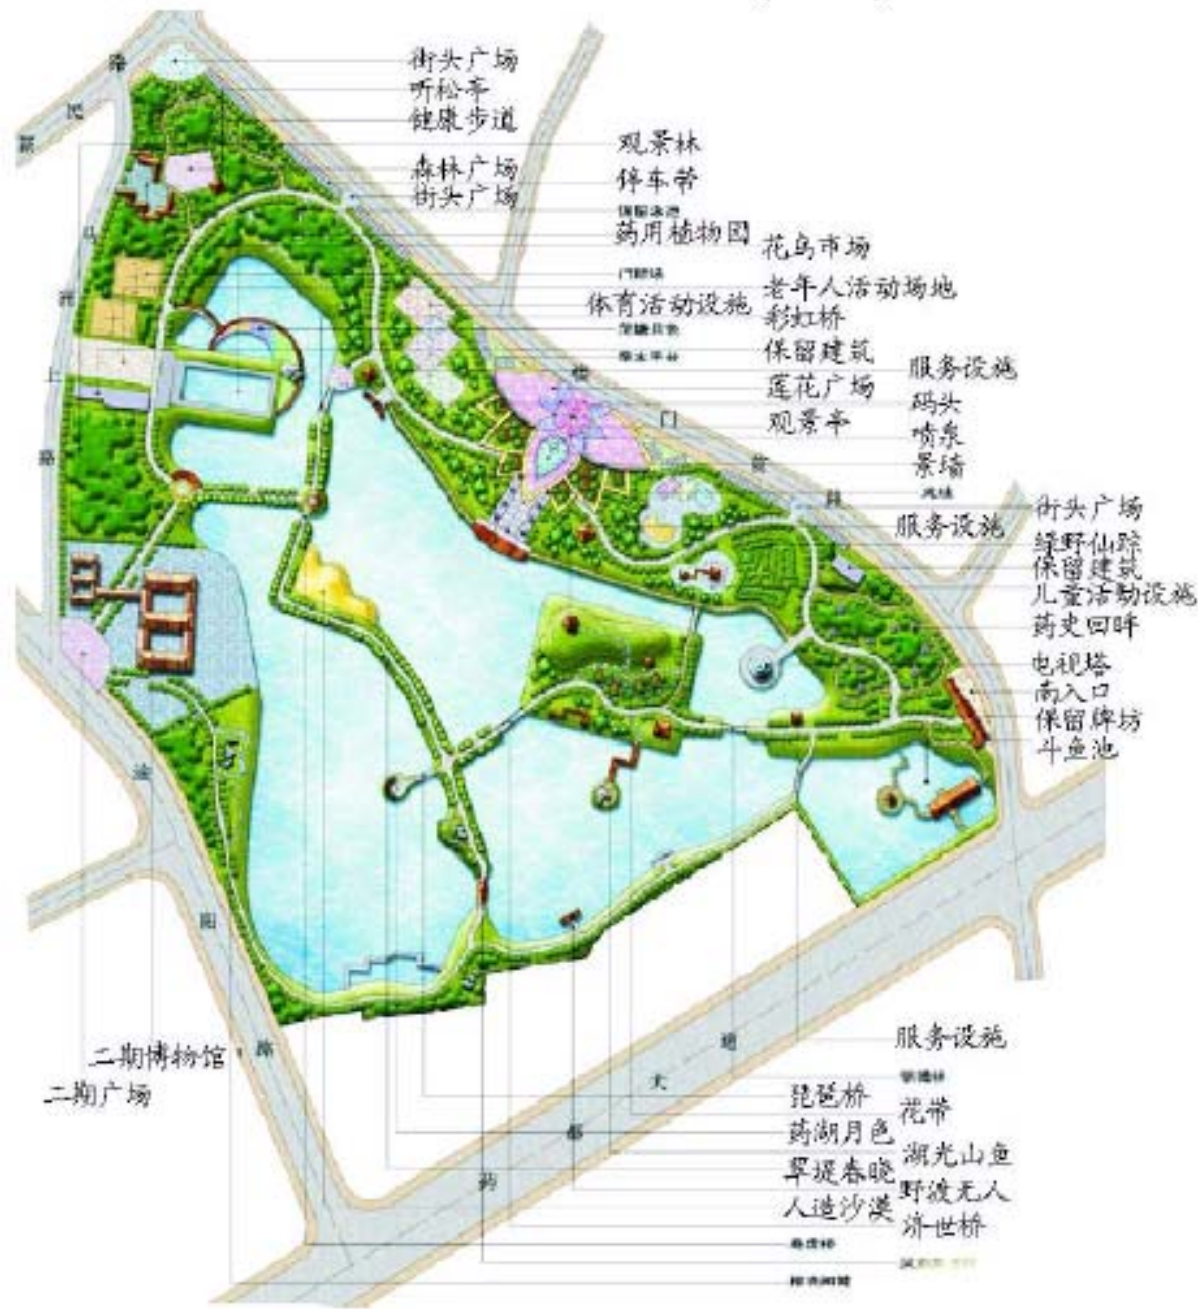 街头广场
听松亭
健康步道
观景林
森林广场
停车带
街头广场
药用植物园
花鸟市场
老年人活动场地
体育活动设施
彩虹桥
保留建筑
服务设施
莲花广场
码头
观景亭
喷泉
景墙
街头广场
服务设施
绿野仙踪
保留建筑
儿童活动设施
药史回眸
电视塔
南入口
保留牌坊
斗鱼池
二期博物馆
二期广场
服务设施
琵琶桥
花带
药湖月色
湖光山鱼
翠堤春晓
野渡无人
人造沙漠
济世桥
药
都
大
道